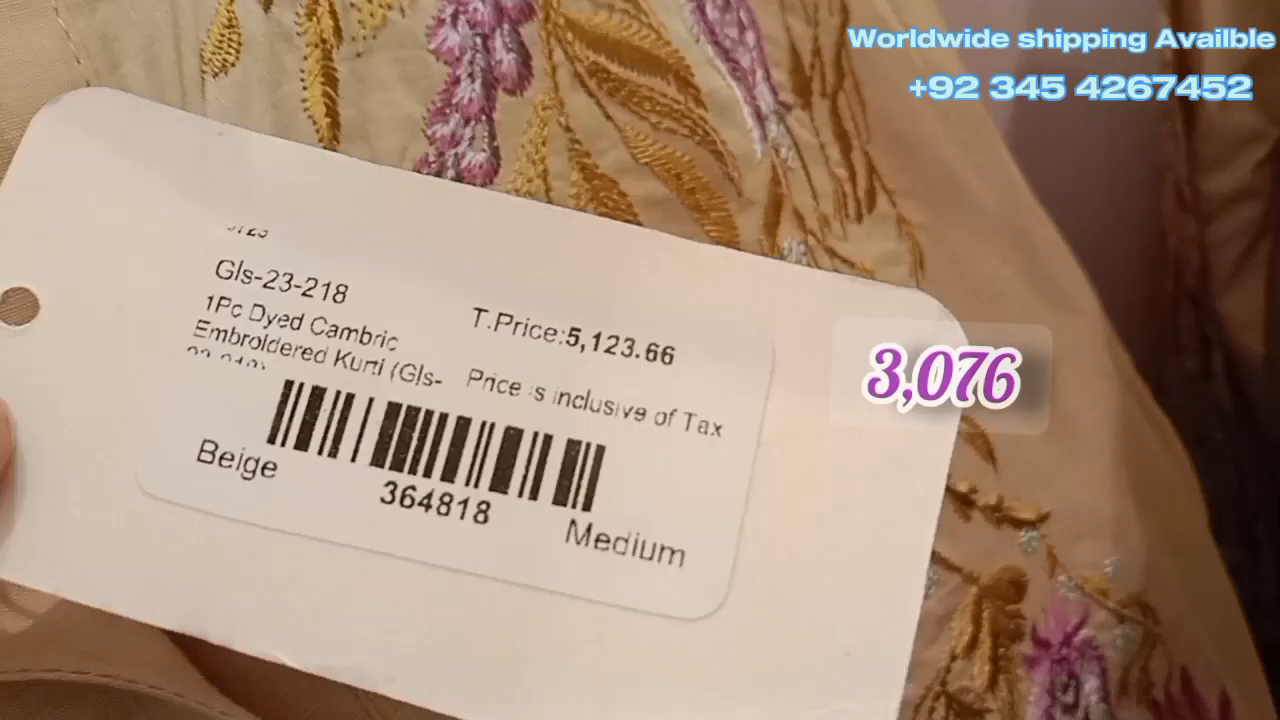 Worldwide shipping Availble
+92 345 4267452
Gls-23-218
1Pc Dyed Cambric
Embroidered Kurti (Gls-
T.Price:5,123.66
Price is inclusive of Tax
3,076
Beige
364818
Medium